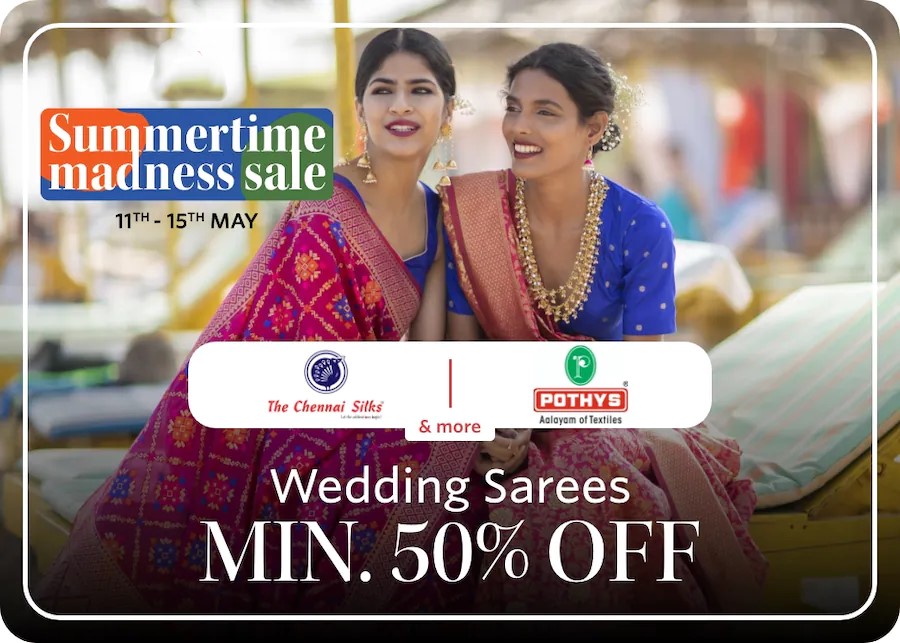 Summertime
madness sale
11TH - 15TH MAY
The Chennai Silks
POTHYS®
Aalayam of Textiles
& more
Wedding Sarees
MIN. 50% OFF